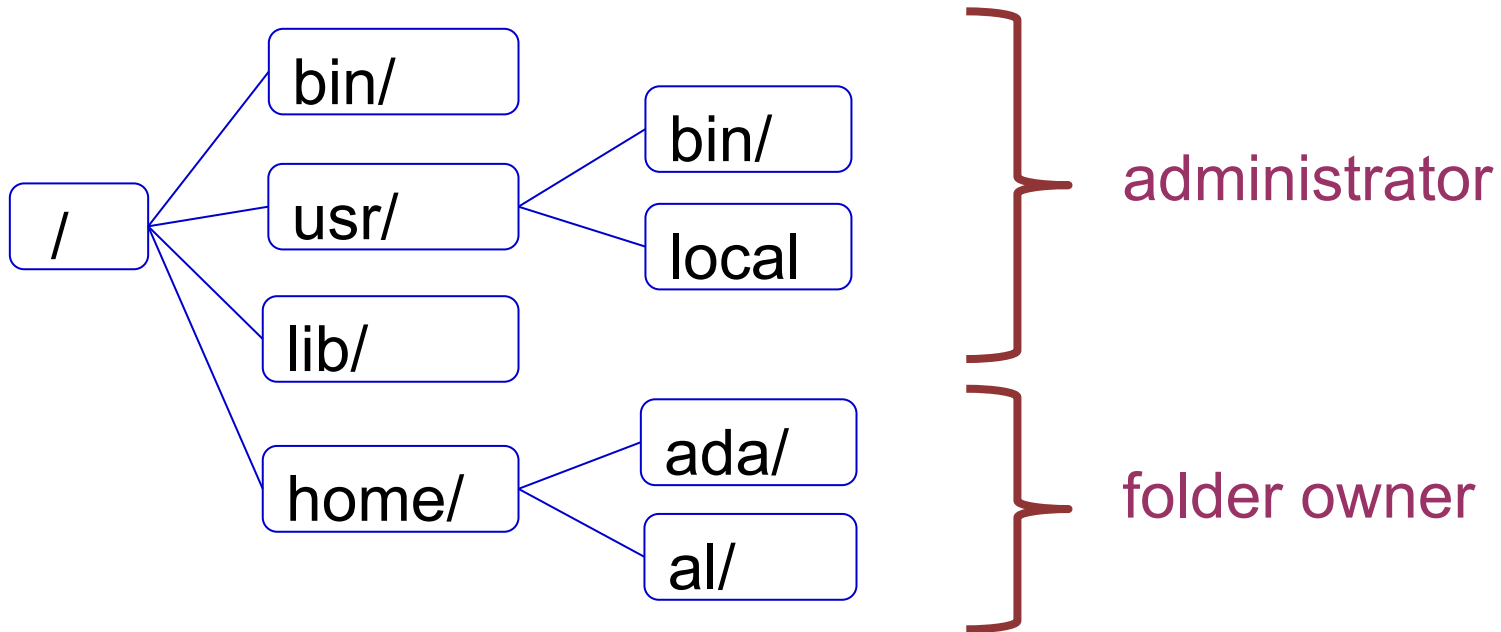 /
bin/
usr/
lib/
home/
bin/
local
ada/
al/
administrator
folder owner